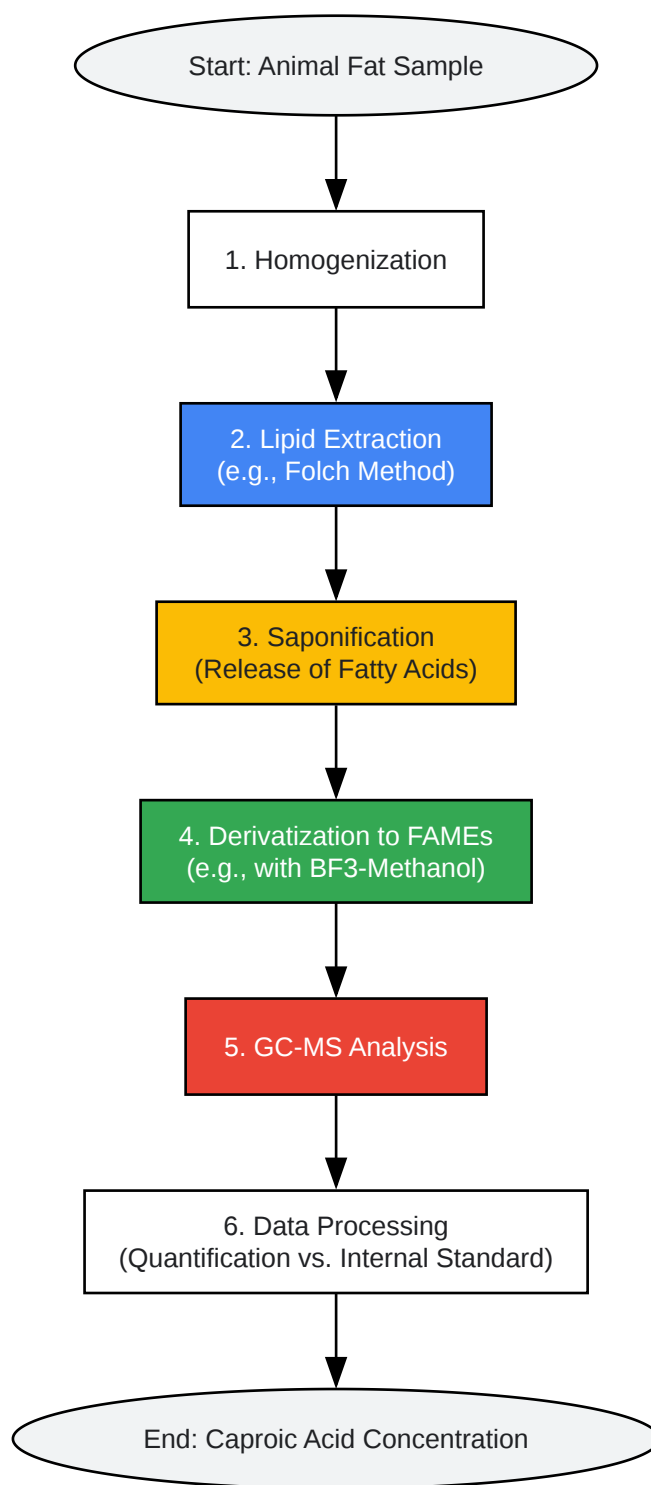 Start: Animal Fat Sample
1. Homogenization
2. Lipid Extraction
(e.g., Folch Method)
3. Saponification
(Release of Fatty Acids)
4. Derivatization to FAMEs
(e.g., with BF3-Methanol)
5. GC-MS Analysis
6. Data Processing
(Quantification vs. Internal Standard)
End: Caproic Acid Concentration